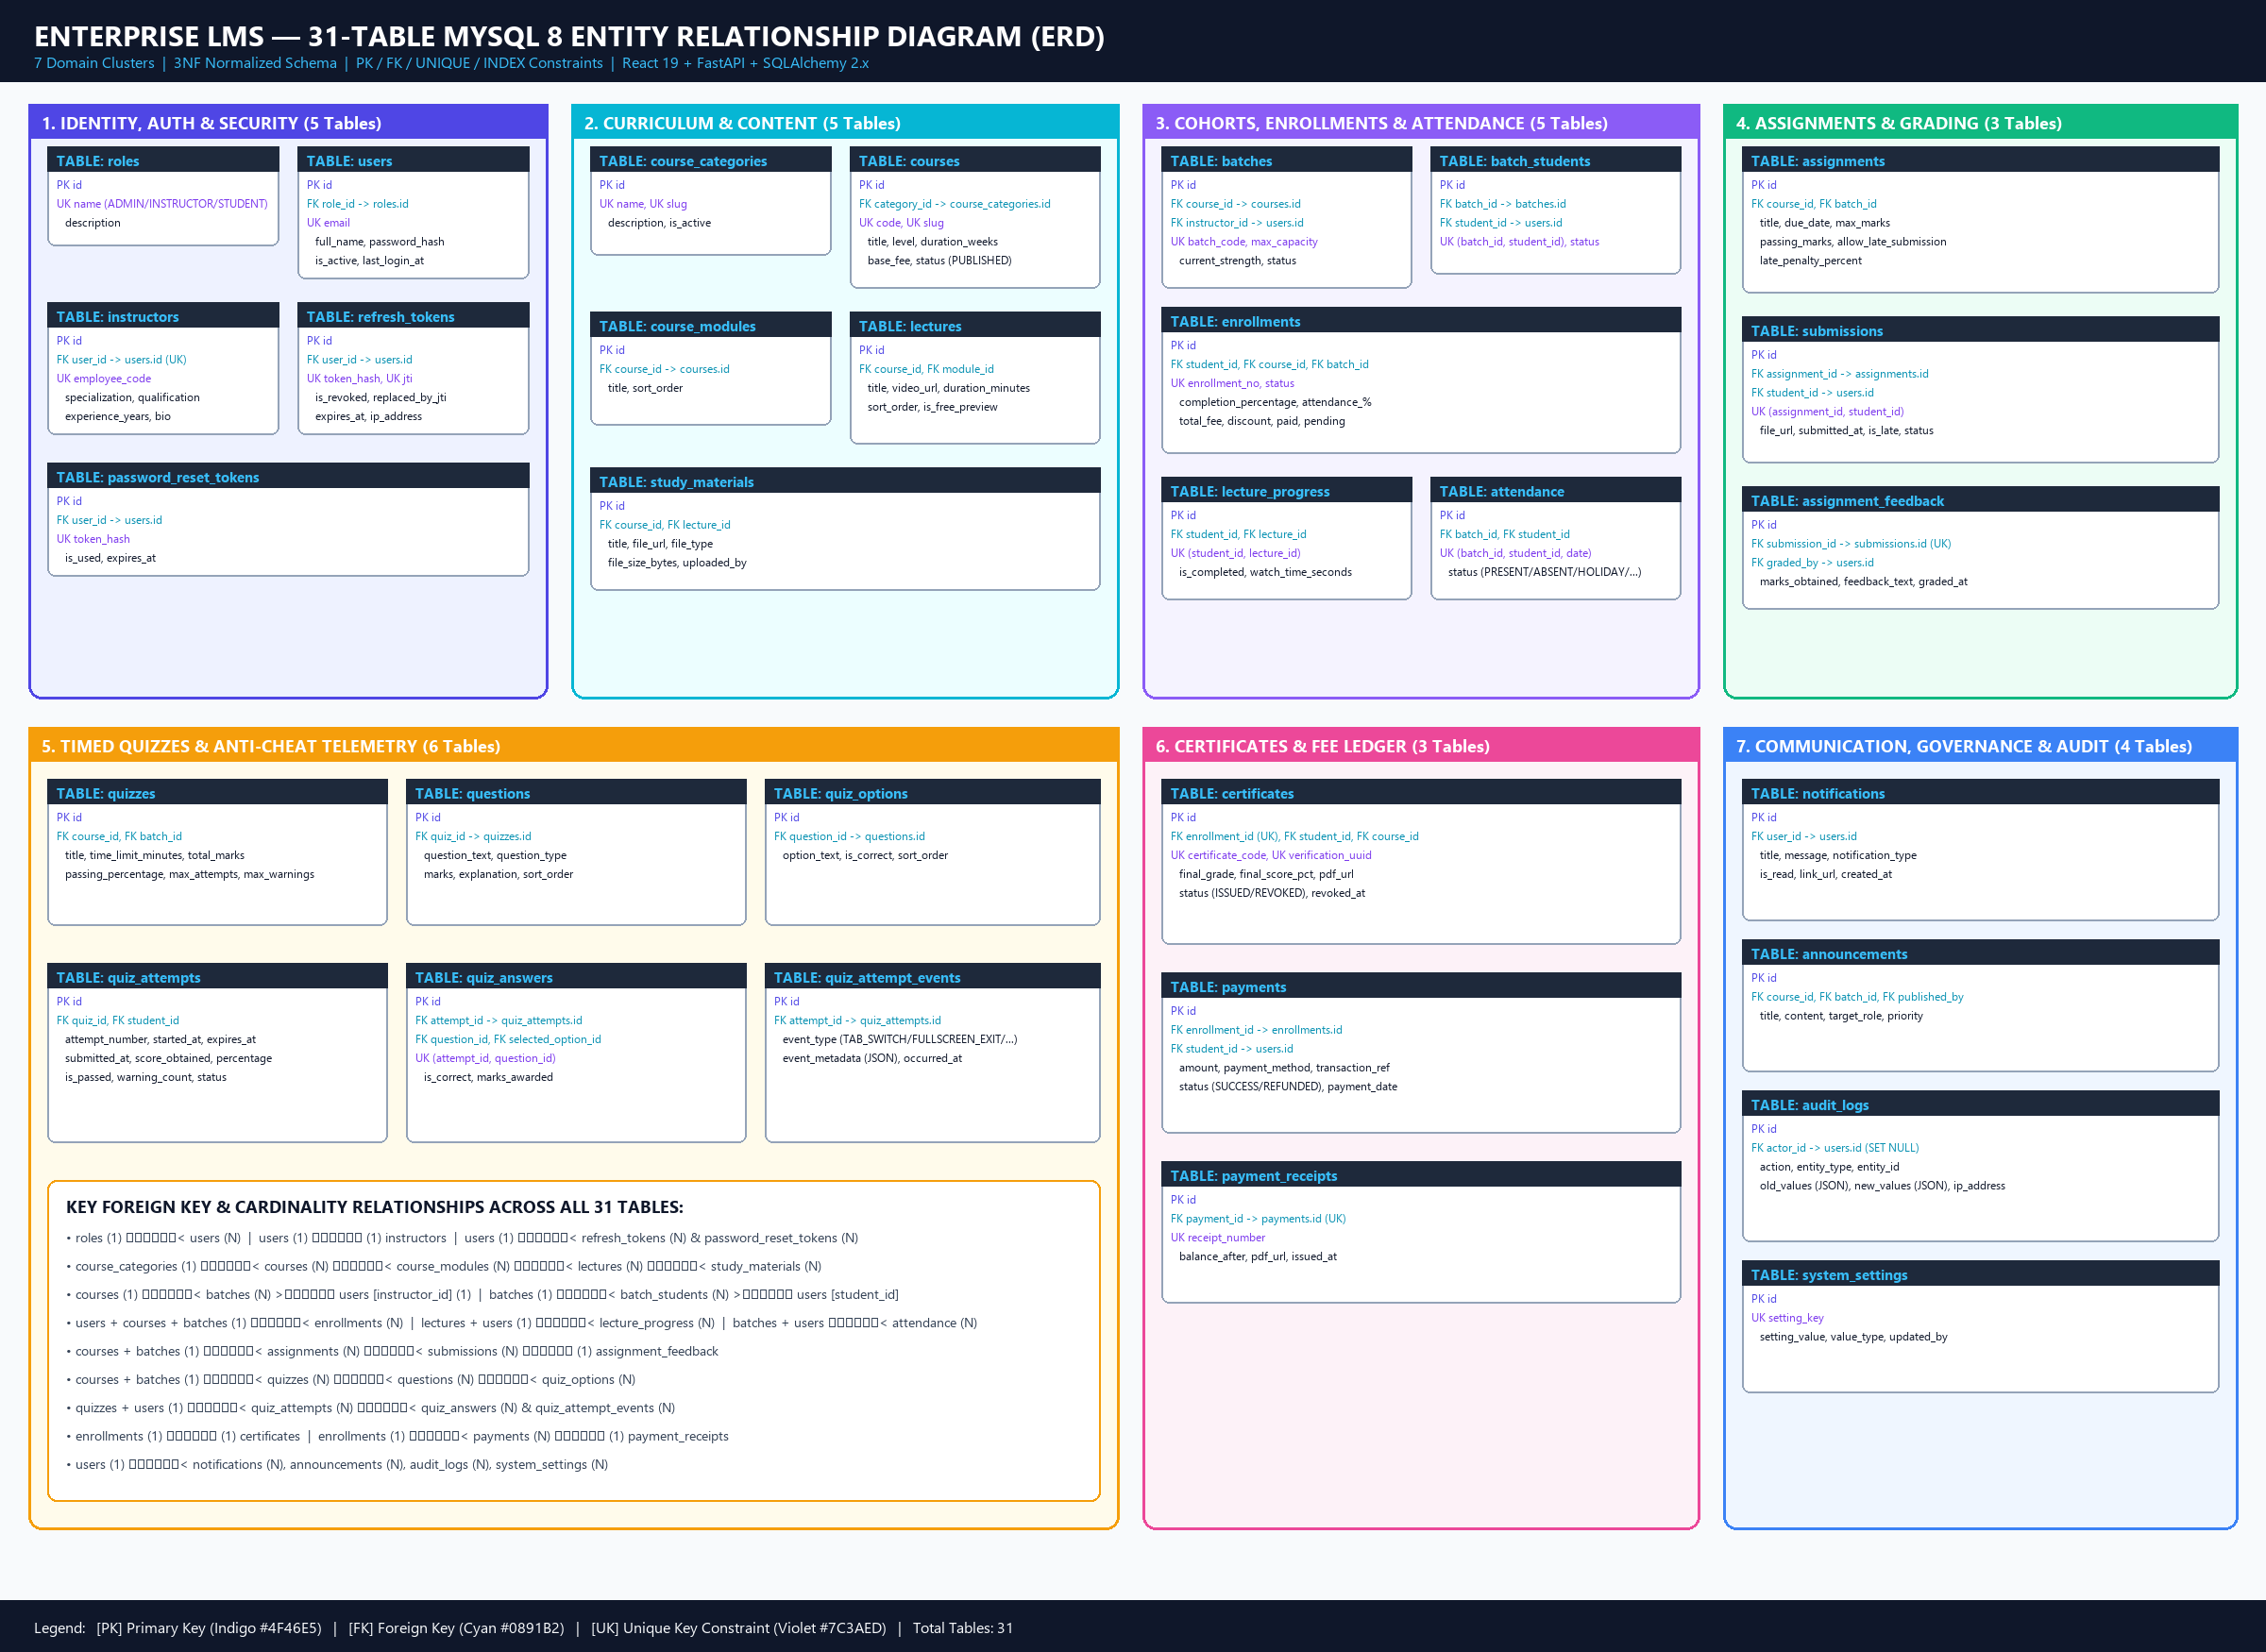 ENTERPRISE LMS — 31-TABLE MYSQL 8 ENTITY RELATIONSHIP DIAGRAM (ERD)
7 Domain Clusters | 3NF Normalized Schema | PK / FK / UNIQUE / INDEX Constraints | React 19 + FastAPI + SQLAlchemy 2.x
1. IDENTITY, AUTH & SECURITY (5 Tables)
TABLE: roles
PK id
UK name (ADMIN/INSTRUCTOR/STUDENT)
description
TABLE: users
PK id
FK role_id -> roles.id
UK email
full_name, password_hash
is_active, last_login_at
TABLE: instructors
PK id
FK user_id -> users.id (UK)
UK employee_code
specialization, qualification
experience_years, bio
TABLE: refresh_tokens
PK id
FK user_id -> users.id
UK token_hash, UK jti
is_revoked, replaced_by_jti
expires_at, ip_address
TABLE: password_reset_tokens
PK id
FK user_id -> users.id
UK token_hash
is_used, expires_at
2. CURRICULUM & CONTENT (5 Tables)
TABLE: course_categories
PK id
UK name, UK slug
description, is_active
TABLE: courses
PK id
FK category_id -> course_categories.id
UK code, UK slug
title, level, duration_weeks
base_fee, status (PUBLISHED)
TABLE: course_modules
PK id
FK course_id -> courses.id
title, sort_order
TABLE: lectures
PK id
FK course_id, FK module_id
title, video_url, duration_minutes
sort_order, is_free_preview
TABLE: study_materials
PK id
FK course_id, FK lecture_id
title, file_url, file_type
file_size_bytes, uploaded_by
3. COHORTS, ENROLLMENTS & ATTENDANCE (5 Tables)
TABLE: batches
PK id
FK course_id -> courses.id
FK instructor_id -> users.id
UK batch_code, max_capacity
current_strength, status
TABLE: batch_students
PK id
FK batch_id -> batches.id
FK student_id -> users.id
UK (batch_id, student_id), status
TABLE: enrollments
PK id
FK student_id, FK course_id, FK batch_id
UK enrollment_no, status
completion_percentage, attendance_%
total_fee, discount, paid, pending
TABLE: lecture_progress
PK id
FK student_id, FK lecture_id
UK (student_id, lecture_id)
is_completed, watch_time_seconds
TABLE: attendance
PK id
FK batch_id, FK student_id
UK (batch_id, student_id, date)
status (PRESENT/ABSENT/HOLIDAY/...)
4. ASSIGNMENTS & GRADING (3 Tables)
TABLE: assignments
PK id
FK course_id, FK batch_id
title, due_date, max_marks
passing_marks, allow_late_submission
late_penalty_percent
TABLE: submissions
PK id
FK assignment_id -> assignments.id
FK student_id -> users.id
UK (assignment_id, student_id)
file_url, submitted_at, is_late, status
TABLE: assignment_feedback
PK id
FK submission_id -> submissions.id (UK)
FK graded_by -> users.id
marks_obtained, feedback_text, graded_at
5. TIMED QUIZZES & ANTI-CHEAT TELEMETRY (6 Tables)
TABLE: quizzes
PK id
FK course_id, FK batch_id
title, time_limit_minutes, total_marks
passing_percentage, max_attempts, max_warnings
TABLE: questions
PK id
FK quiz_id -> quizzes.id
question_text, question_type
marks, explanation, sort_order
TABLE: quiz_options
PK id
FK question_id -> questions.id
option_text, is_correct, sort_order
TABLE: quiz_attempts
PK id
FK quiz_id, FK student_id
attempt_number, started_at, expires_at
submitted_at, score_obtained, percentage
is_passed, warning_count, status
TABLE: quiz_answers
PK id
FK attempt_id -> quiz_attempts.id
FK question_id, FK selected_option_id
UK (attempt_id, question_id)
is_correct, marks_awarded
TABLE: quiz_attempt_events
PK id
FK attempt_id -> quiz_attempts.id
event_type (TAB_SWITCH/FULLSCREEN_EXIT/...)
event_metadata (JSON), occurred_at
KEY FOREIGN KEY & CARDINALITY RELATIONSHIPS ACROSS ALL 31 TABLES:
• roles (1) □□□□□□< users (N) | users (1) □□□□□□ (1) instructors | users (1) □□□□□□< refresh_tokens (N) & password_reset_tokens (N)
• course_categories (1) □□□□□□< courses (N) □□□□□□< course_modules (N) □□□□□□< lectures (N) □□□□□□< study_materials (N)
• courses (1) □□□□□□< batches (N) >□□□□□□ users [instructor_id] (1) | batches (1) □□□□□□< batch_students (N) >□□□□□□ users [student_id]
• users + courses + batches (1) □□□□□□< enrollments (N) | lectures + users (1) □□□□□□< lecture_progress (N) | batches + users □□□□□□< attendance (N)
• courses + batches (1) □□□□□□< assignments (N) □□□□□□< submissions (N) □□□□□□ (1) assignment_feedback
• courses + batches (1) □□□□□□< quizzes (N) □□□□□□< questions (N) □□□□□□< quiz_options (N)
• quizzes + users (1) □□□□□□< quiz_attempts (N) □□□□□□< quiz_answers (N) & quiz_attempt_events (N)
• enrollments (1) □□□□□□ (1) certificates | enrollments (1) □□□□□□< payments (N) □□□□□□ (1) payment_receipts
• users (1) □□□□□□< notifications (N), announcements (N), audit_logs (N), system_settings (N)
6. CERTIFICATES & FEE LEDGER (3 Tables)
TABLE: certificates
PK id
FK enrollment_id (UK), FK student_id, FK course_id
UK certificate_code, UK verification_uuid
final_grade, final_score_pct, pdf_url
status (ISSUED/REVOKED), revoked_at
TABLE: payments
PK id
FK enrollment_id -> enrollments.id
FK student_id -> users.id
amount, payment_method, transaction_ref
status (SUCCESS/REFUNDED), payment_date
TABLE: payment_receipts
PK id
FK payment_id -> payments.id (UK)
UK receipt_number
balance_after, pdf_url, issued_at
7. COMMUNICATION, GOVERNANCE & AUDIT (4 Tables)
TABLE: notifications
PK id
FK user_id -> users.id
title, message, notification_type
is_read, link_url, created_at
TABLE: announcements
PK id
FK course_id, FK batch_id, FK published_by
title, content, target_role, priority
TABLE: audit_logs
PK id
FK actor_id -> users.id (SET NULL)
action, entity_type, entity_id
old_values (JSON), new_values (JSON), ip_address
TABLE: system_settings
PK id
UK setting_key
setting_value, value_type, updated_by
Legend: [PK] Primary Key (Indigo #4F46E5) | [FK] Foreign Key (Cyan #0891B2) | [UK] Unique Key Constraint (Violet #7C3AED) | Total Tables: 31